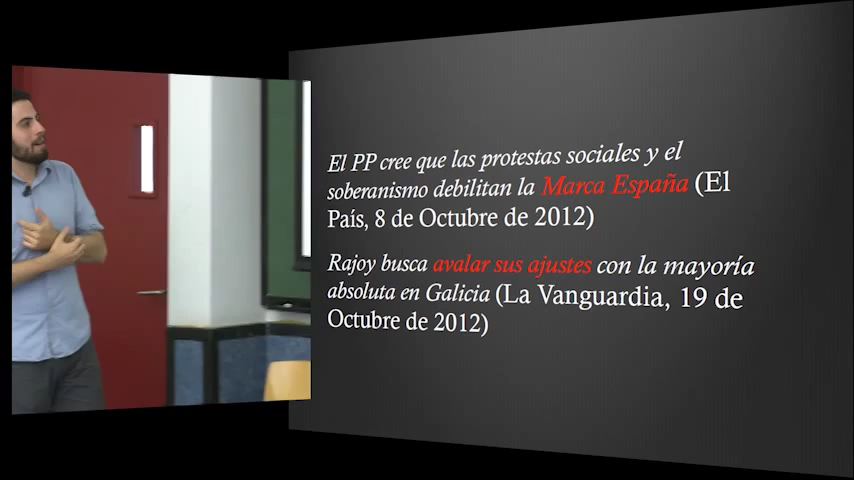 El PP cree que las protestas sociales y el
soberanismo debilitan la Marca España (El
País, 8 de Octubre de 2012)
Rajoy busca avalar sus ajustes con la mayoría
absoluta en Galicia (La Vanguardia, 19 de
Octubre de 2012)